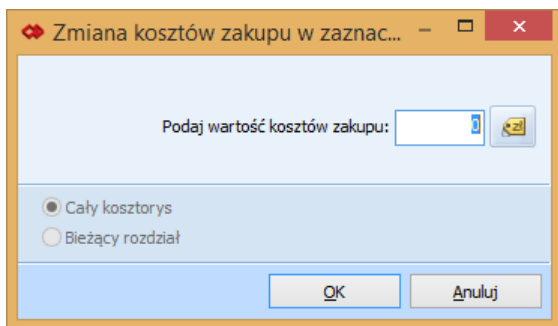 Zmiana kosztów zakupu w zaznac...
Podaj wartość kosztów zakupu: 0 zł
Cały kosztorys
Bieżący rozdział
OK Anuluj